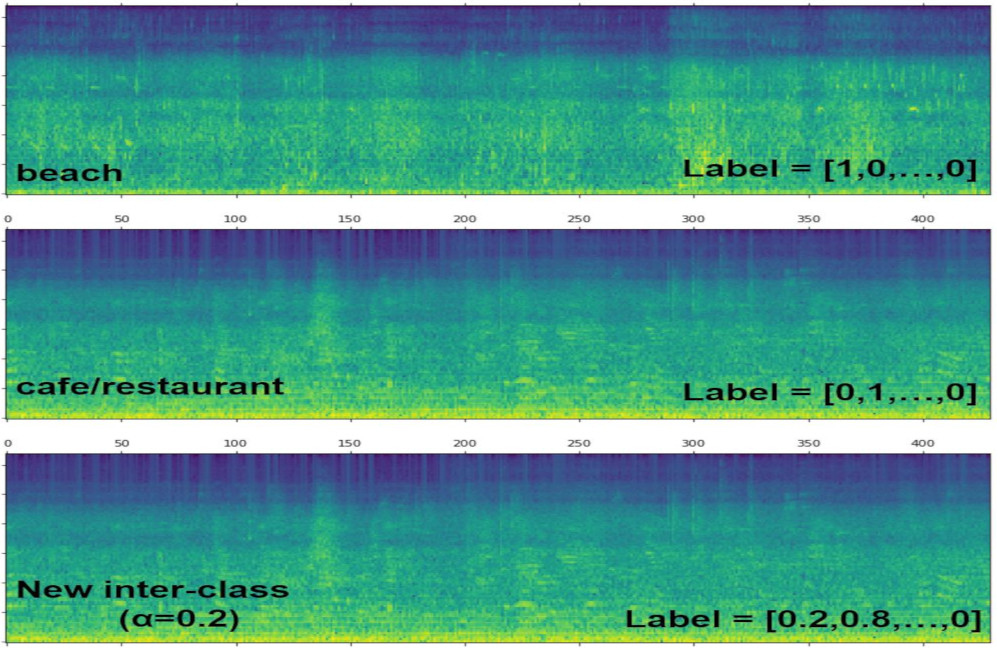 beach
Label = [1,0,...,0]
0 50 100 150 200 250 300 350 400
cafe/restaurant
Label = [0,1,...,0]
0 50 100 150 200 250 300 350 400
New inter-class
(α=0.2)
Label = [0.2,0.8,...,0]